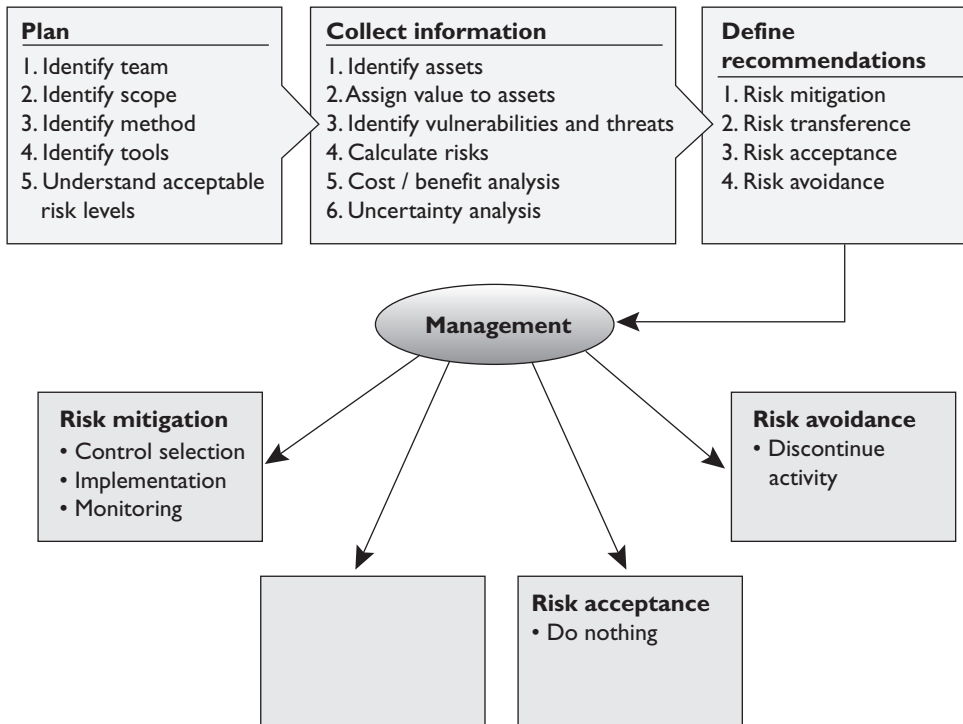 Plan
1. Identify team
2. Identify scope
3. Identify method
4. Identify tools
5. Understand acceptable
risk levels
Collect information
1. Identify assets
2. Assign value to assets
3. Identify vulnerabilities and threats
4. Calculate risks
5. Cost / benefit analysis
6. Uncertainty analysis
Define
recommendations
1. Risk mitigation
2. Risk transference
3. Risk acceptance
4. Risk avoidance
Management
Risk mitigation
• Control selection
• Implementation
• Monitoring
Risk acceptance
• Do nothing
Risk avoidance
• Discontinue
activity